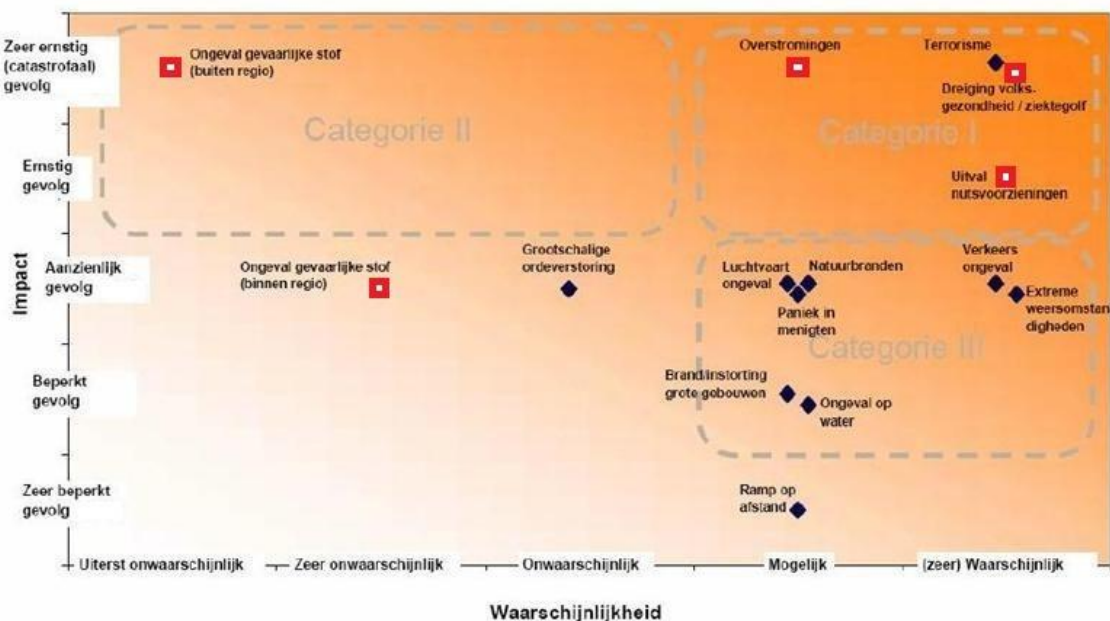 Zeer ernstig
(catastrofaal)
gevolg
Ongeval gevaarlijke stof
(buiten regio)
Overstromingen
Terrorisme
Dreiging volks-
gezondheid / ziektegolf
Categorie II
Categorie I
Ernstig
gevolg
Uitval
nutsvoorzieningen
Impact
Aanzienlijk
gevolg
Ongeval gevaarlijke stof
(binnen regio)
Grootschalige
ordeverstoring
Luchtvaart
ongeval
Natuurbranden
Verkeers
ongeval
Paniek in
menigten
Extreme
weersomstan
digheden
Categorie III
Beperkt
gevolg
Brand/instorting
grote gebouwen
Ongeval op
water
Zeer beperkt
gevolg
Ramp op
afstand
Uiterst onwaarschijnlijk
Zeer onwaarschijnlijk
Onwaarschijnlijk
Mogelijk
(zeer) Waarschijnlijk
Waarschijnlijkheid